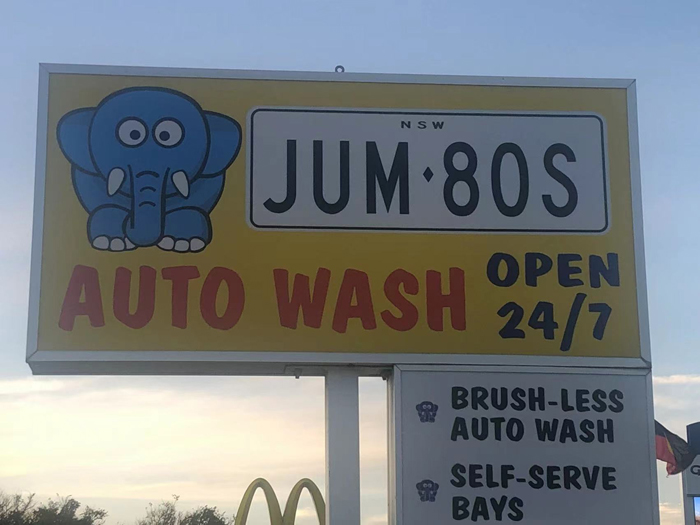 NSW
JUM·80S
AUTO WASH
OPEN
24/7
BRUSH-LESS
AUTO WASH
SELF-SERVE
BAYS